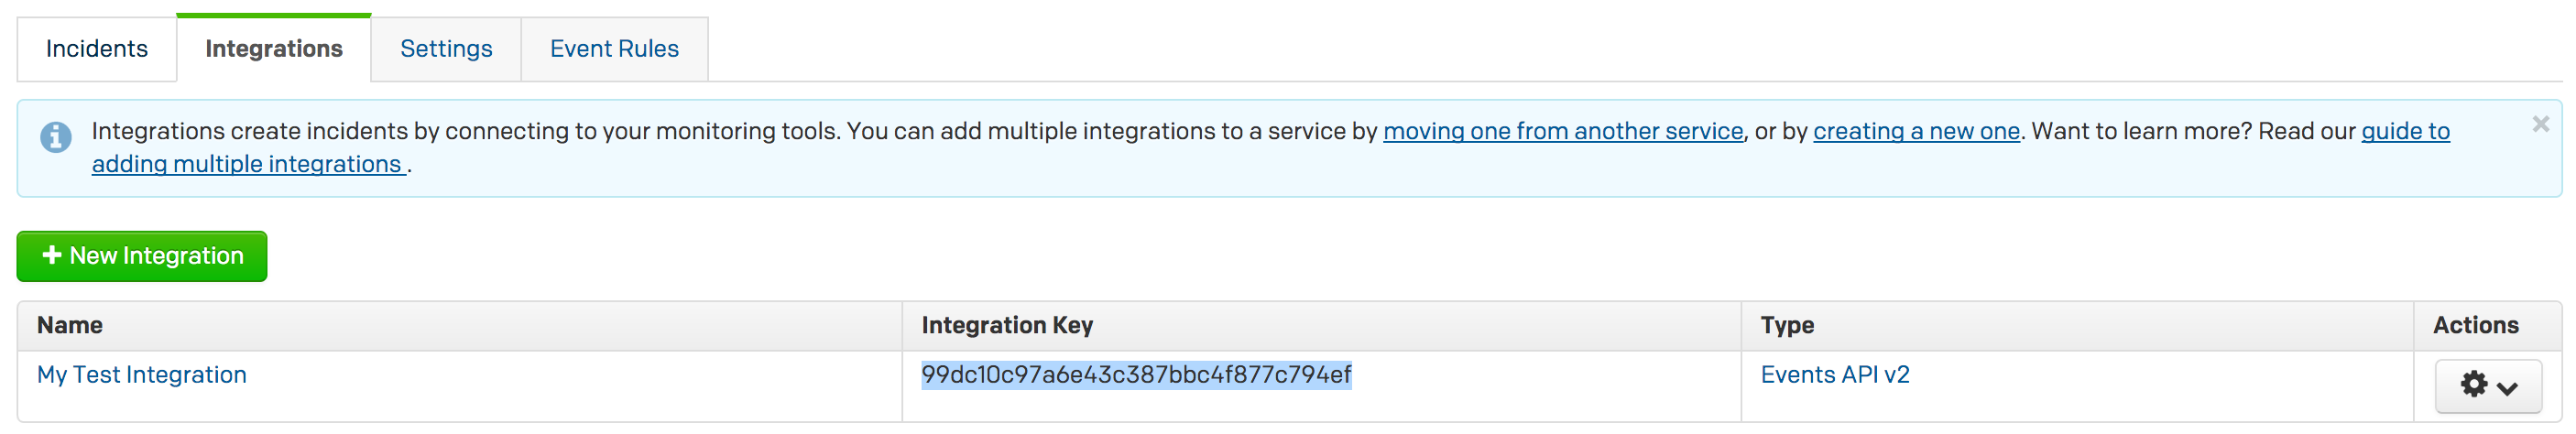 Incidents
Integrations
Settings
Event Rules
Integrations create incidents by connecting to your monitoring tools. You can add multiple integrations to a service by moving one from another service, or by creating a new one. Want to learn more? Read our guide to
adding multiple integrations .
New Integration
Name
Integration Key
Type
Actions
My Test Integration
99dc10c97a6e43c387bbc4f877c794ef
Events API v2